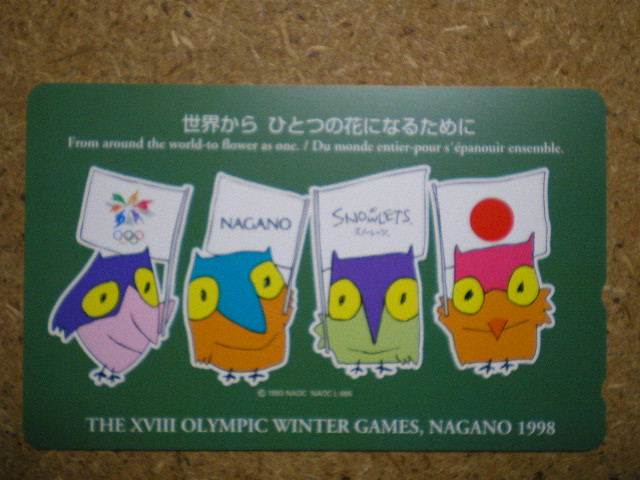 世界から ひとつの花になるために
From around the world-to flower as one. / Du monde entier-pour s'épanouir ensemble.
NAGANO
SNOWLETS
スノーレッツ
THE XVIII OLYMPIC WINTER GAMES, NAGANO 1998